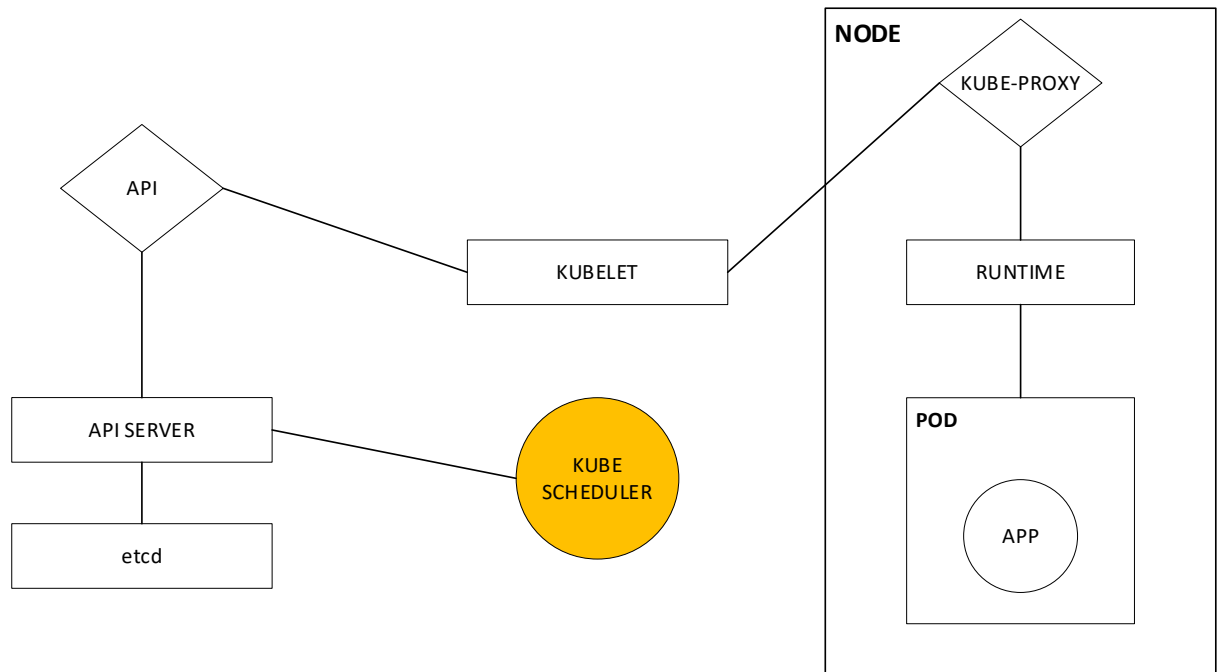 NODE
KUBE-PROXY
API
KUBELET
RUNTIME
API SERVER
KUBE
SCHEDULER
POD
APP
etcd